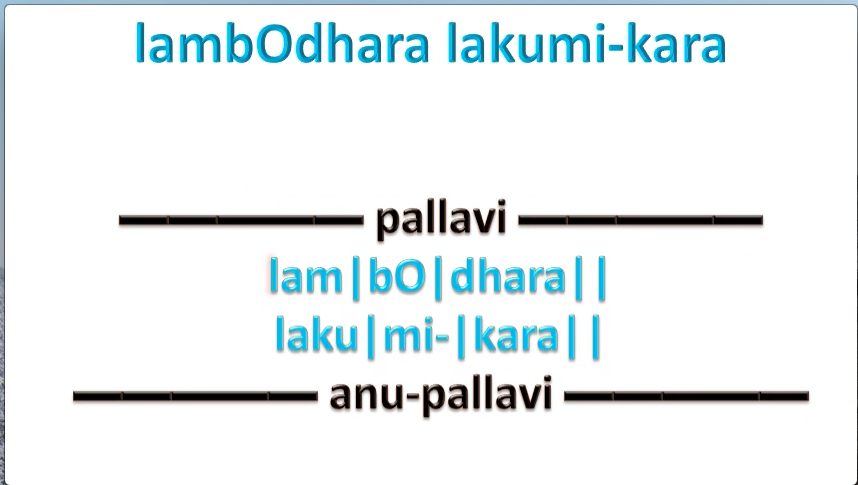 lambOdhara lakumi-kara
————— pallavi —————
lam|bO|dhara||
laku|mi-|kara||
————— anu-pallavi —————